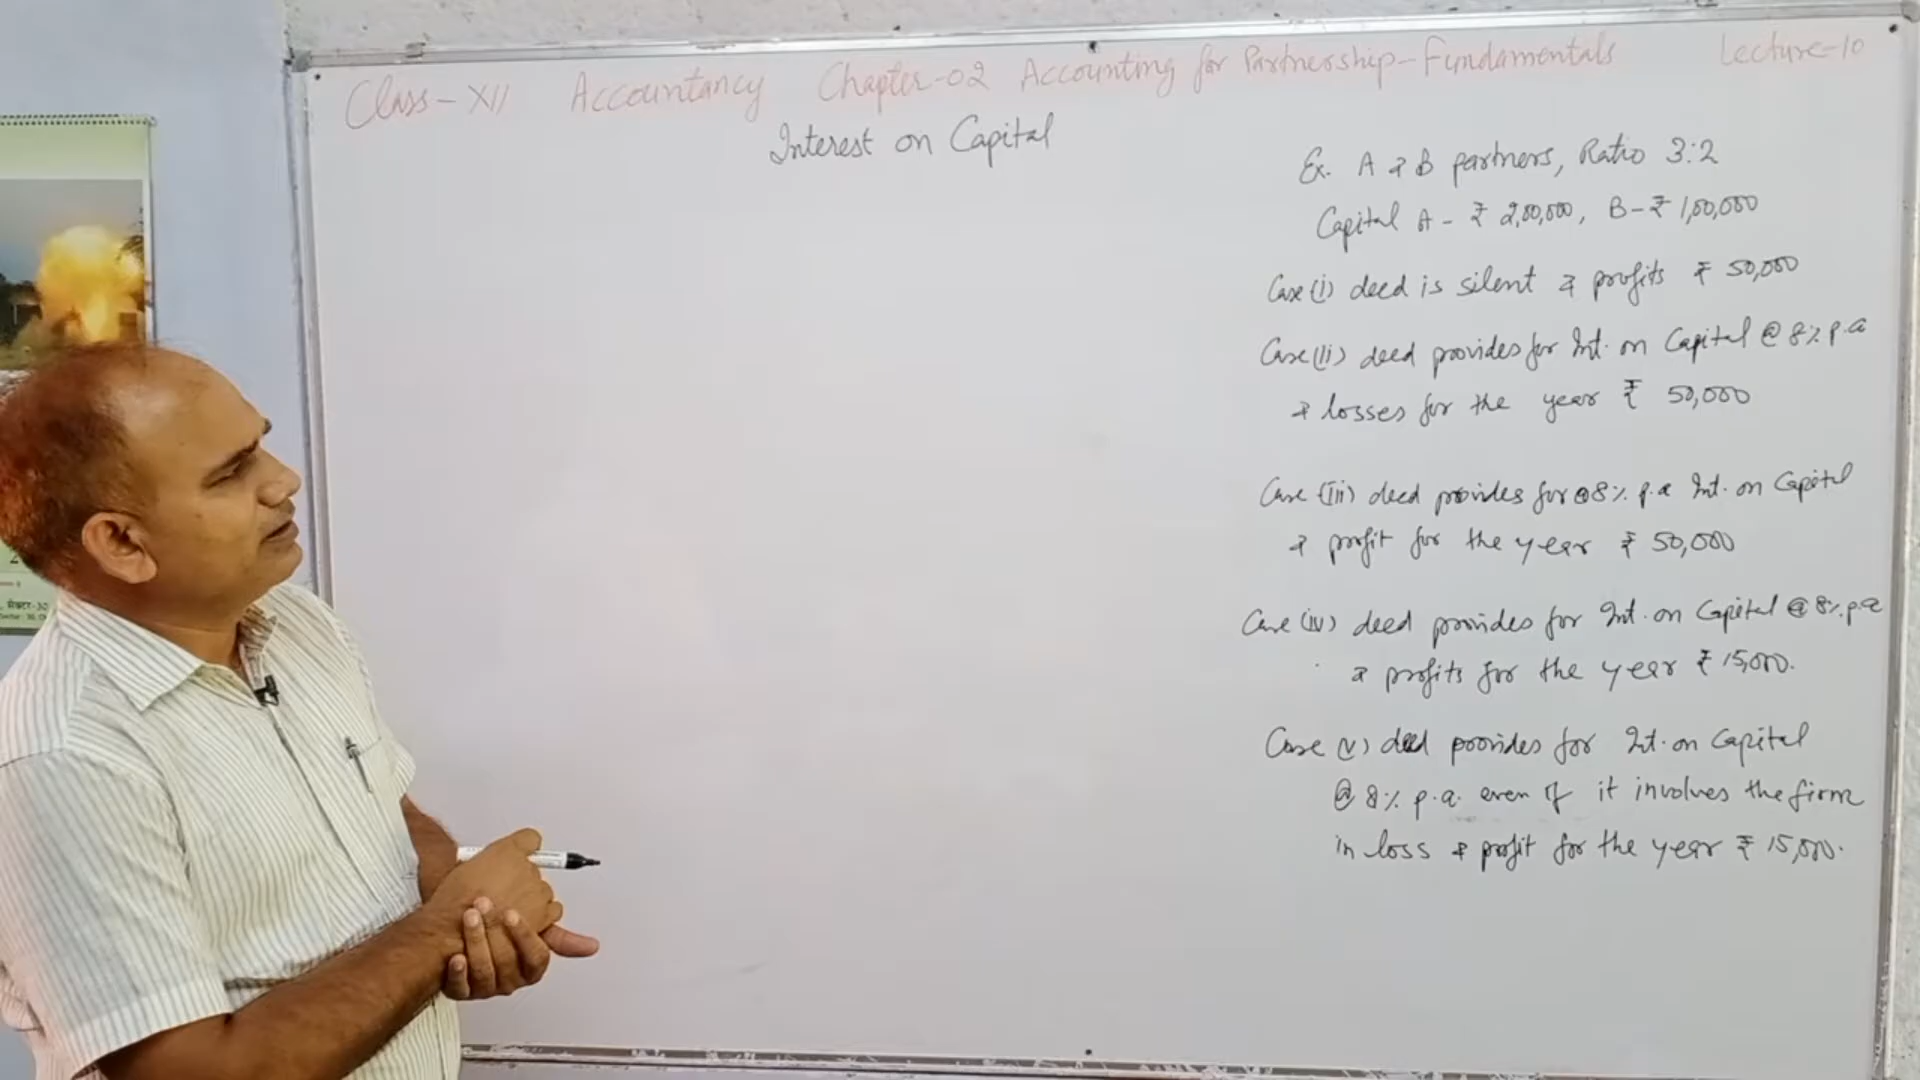 Class-XII Accountancy Chapter-02 Accounting for Partnership-Fundamentals Lecture-10
Interest on Capital
Ex. A & B partners, Ratio 3:2
Capital A - ₹ 2,00,000, B - ₹ 1,00,000
Case (i) deed is silent & profits ₹ 50,000
Case (ii) deed provides for Int. on Capital @ 8% p.a
& losses for the year ₹ 50,000
Case (iii) deed provides for @8% p.a Int. on Capital
& profit for the year ₹ 50,000
Case (iv) deed provides for Int. on Capital @ 8% p.a
& profits for the year ₹ 15,000.
Case (v) deed provides for Int. on Capital
@ 8% p.a. even if it involves the firm
in loss & profit for the year ₹ 15,000.
सेक्टर-30